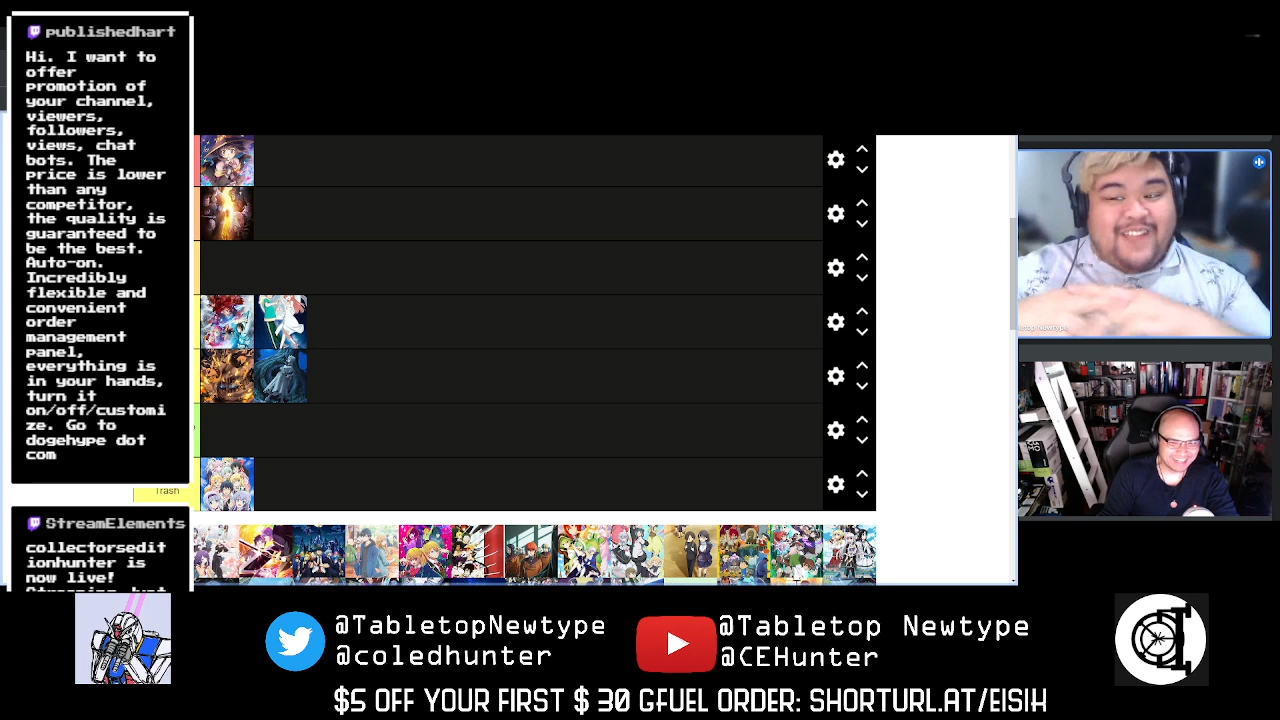 publishedhart
Hi. I want to
offer
promotion of
your channel,
viewers,
followers,
views, chat
bots. The
price is lower
than any
competitor,
the quality is
guaranteed to
be the best.
Auto-on.
Incredibly
flexible and
convenient
order
management
panel,
everything is
in your hands,
turn it
on/off/customi
ze. Go to
dogehype dot
com
Trash
StreamElements
collectorsedit
ionhunter is
now live!
top Newtype
@TabletopNewtype
@coledhunter
@Tabletop Newtype
@CEHunter
$5 OFF YOUR FIRST $ 30 GFUEL ORDER: SHORTURL.AT/EISIH